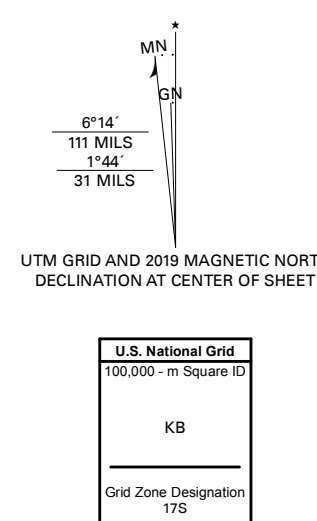 ★
MN
GN
6°14´
111 MILS
1°44´
31 MILS
UTM GRID AND 2019 MAGNETIC NORT
DECLINATION AT CENTER OF SHEET
U.S. National Grid
100,000 - m Square ID
KB
Grid Zone Designation
17S